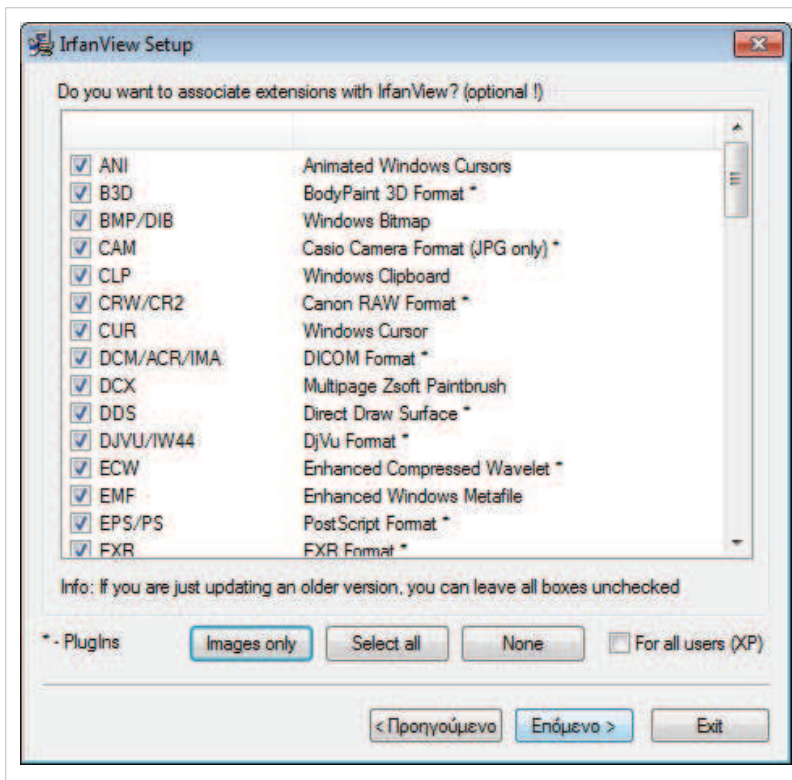 IrfanView Setup
Do you want to associate extensions with IrfanView? (optional !)
ANI Animated Windows Cursors
B3D BodyPaint 3D Format *
BMP/DIB Windows Bitmap
CAM Casio Camera Format (JPG only) *
CLP Windows Clipboard
CRW/CR2 Canon RAW Format *
CUR Windows Cursor
DCM/ACR/IMA DICOM Format *
DCX Multipage Zsoft Paintbrush
DDS Direct Draw Surface *
DJVU/IW44 DjVu Format *
ECW Enhanced Compressed Wavelet *
EMF Enhanced Windows Metafile
EPS/PS PostScript Format *
EXR EXR Format *
Info: If you are just updating an older version, you can leave all boxes unchecked
* - PlugIns Images only Select all None For all users (XP)
< Προηγούμενο Επόμενο > Exit